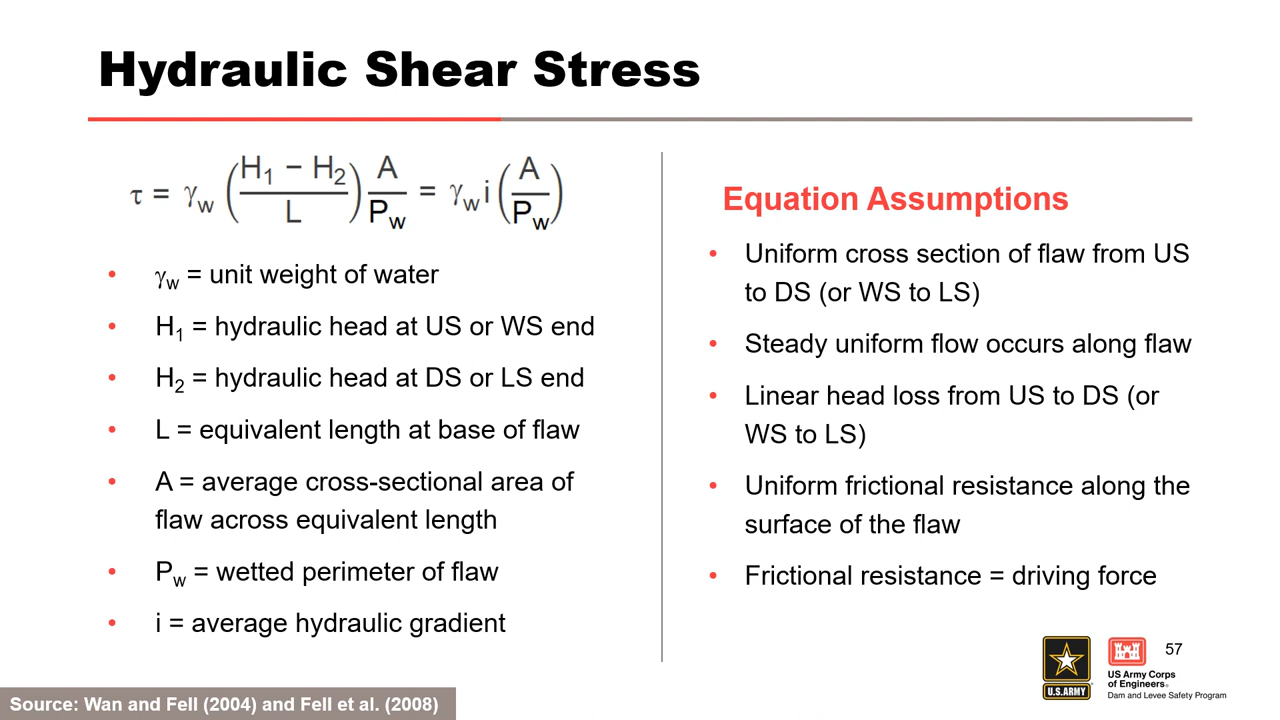 Hydraulic Shear Stress
τ = γw ((H1 − H2)/L) A/Pw = γw i (A/Pw)
• γw = unit weight of water
• H1 = hydraulic head at US or WS end
• H2 = hydraulic head at DS or LS end
• L = equivalent length at base of flaw
• A = average cross-sectional area of
flaw across equivalent length
• Pw = wetted perimeter of flaw
• i = average hydraulic gradient
Equation Assumptions
• Uniform cross section of flaw from US
to DS (or WS to LS)
• Steady uniform flow occurs along flaw
• Linear head loss from US to DS (or
WS to LS)
• Uniform frictional resistance along the
surface of the flaw
• Frictional resistance = driving force
U.S. ARMY
US Army Corps
of Engineers®
Dam and Levee Safety Program
57
Source: Wan and Fell (2004) and Fell et al. (2008)